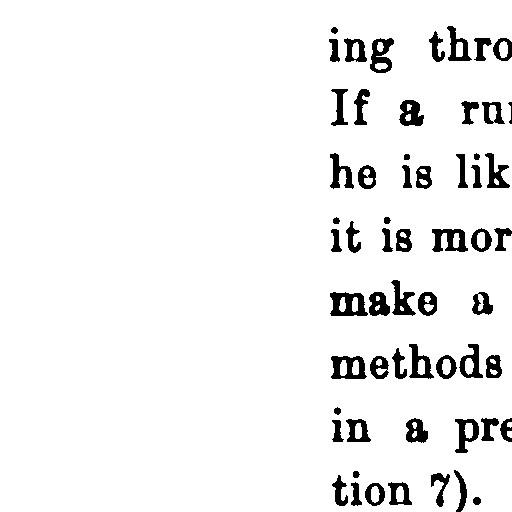 ing thro
If a ru
he is lik
it is mor
make a
methods
in a pre
tion 7).